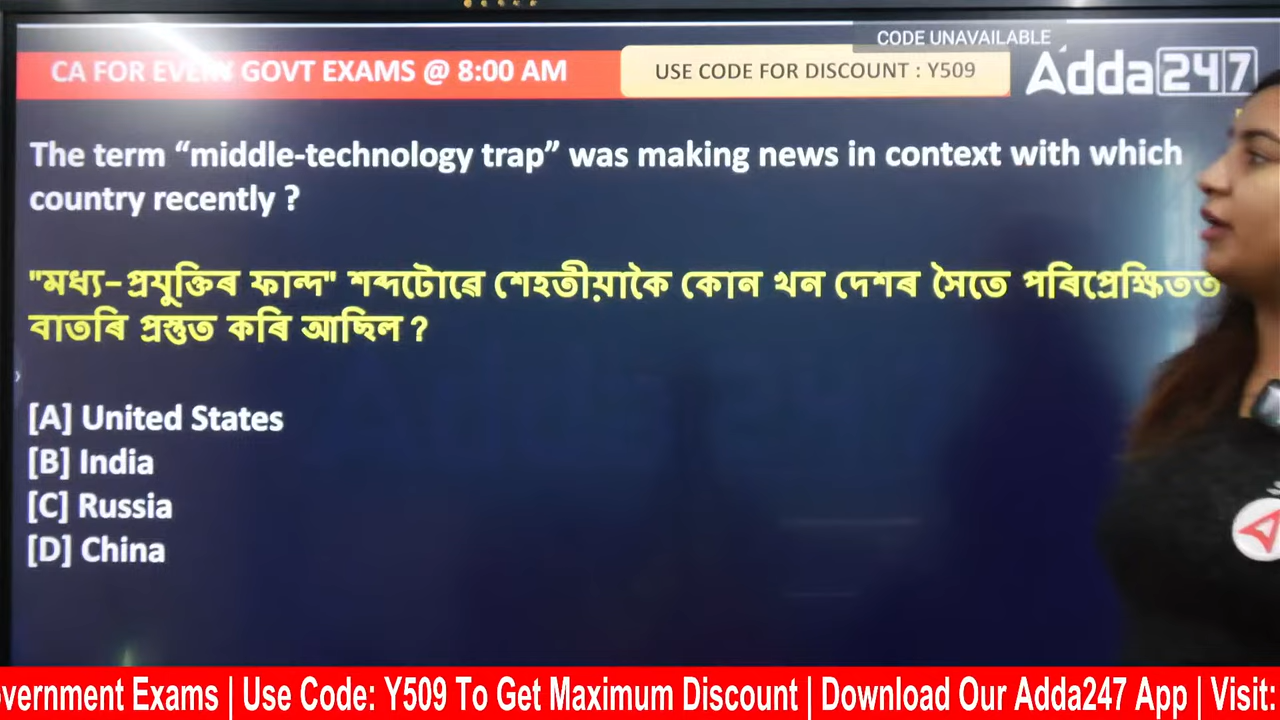 CODE UNAVAILABLE
CA FOR EVERY GOVT EXAMS @ 8:00 AM
USE CODE FOR DISCOUNT : Y509
Adda247
The term “middle-technology trap” was making news in context with which
country recently ?
"মধ্য-প্ৰযুক্তিৰ ফান্দ" শব্দটোৱে শেহতীয়াকৈ কোন খন দেশৰ সৈতে পৰিপ্ৰেক্ষিতত
বাতৰি প্ৰস্তুত কৰি আছিল ?
[A] United States
[B] India
[C] Russia
[D] China
overnment Exams | Use Code: Y509 To Get Maximum Discount | Download Our Adda247 App | Visit: